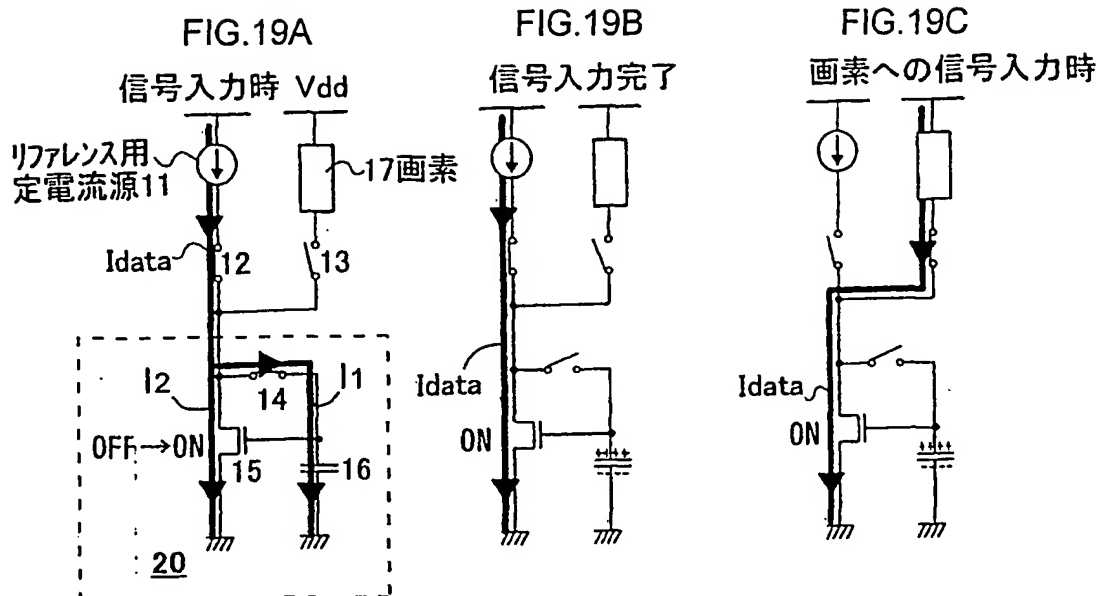 FIG.19A
信号入力時 Vdd
リファレンス用
定電流源11
17画素
Idata
12
13
I2
14
I1
OFF→ON
15
16
20
FIG.19B
信号入力完了
Idata
ON
FIG.19C
画素への信号入力時
Idata
ON